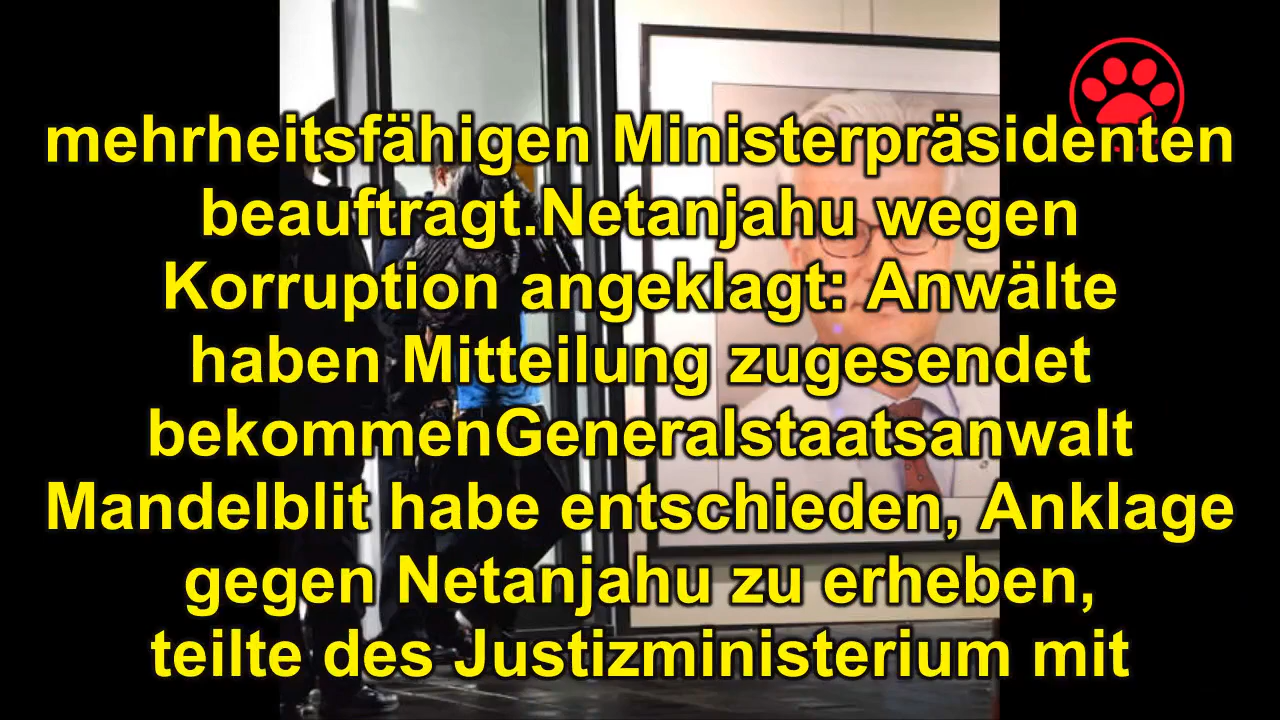 mehrheitsfähigen Ministerpräsidenten
beauftragt.Netanjahu wegen
Korruption angeklagt: Anwälte
haben Mitteilung zugesendet
bekommenGeneralstaatsanwalt
Mandelblit habe entschieden, Anklage
gegen Netanjahu zu erheben,
teilte des Justizministerium mit